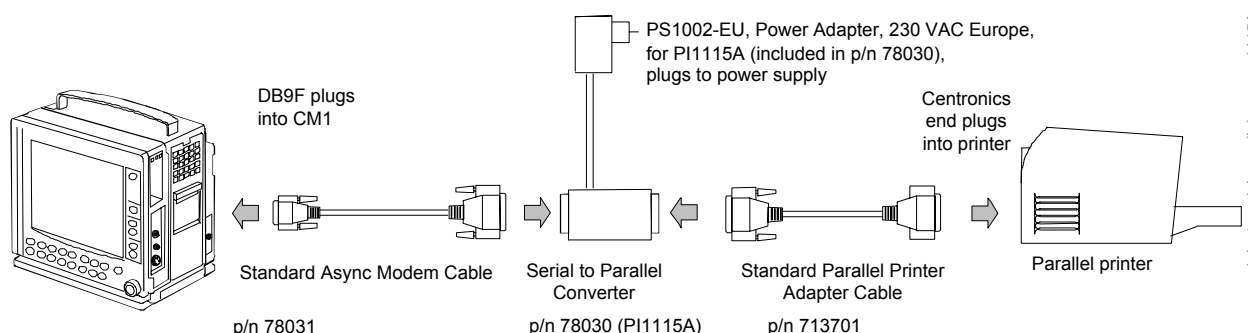 PS1002-EU, Power Adapter, 230 VAC Europe,
for PI1115A (included in p/n 78030),
plugs to power supply
DB9F plugs
into CM1
Centronics
end plugs
into printer
Standard Async Modem Cable
Serial to Parallel
Converter
Standard Parallel Printer
Adapter Cable
Parallel printer
p/n 78031
p/n 78030 (PI1115A)
p/n 713701